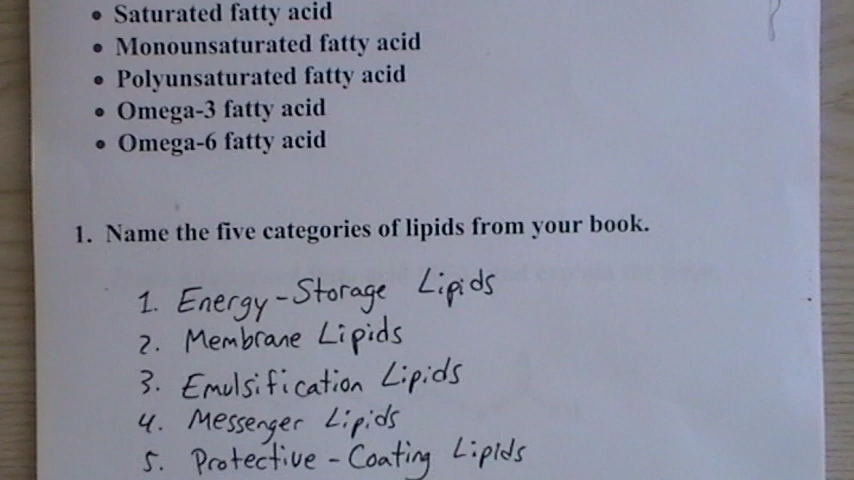 • Saturated fatty acid
• Monounsaturated fatty acid
• Polyunsaturated fatty acid
• Omega-3 fatty acid
• Omega-6 fatty acid
1. Name the five categories of lipids from your book.
1. Energy-Storage Lipids
2. Membrane Lipids
3. Emulsification Lipids
4. Messenger Lipids
5. Protective-Coating Lipids